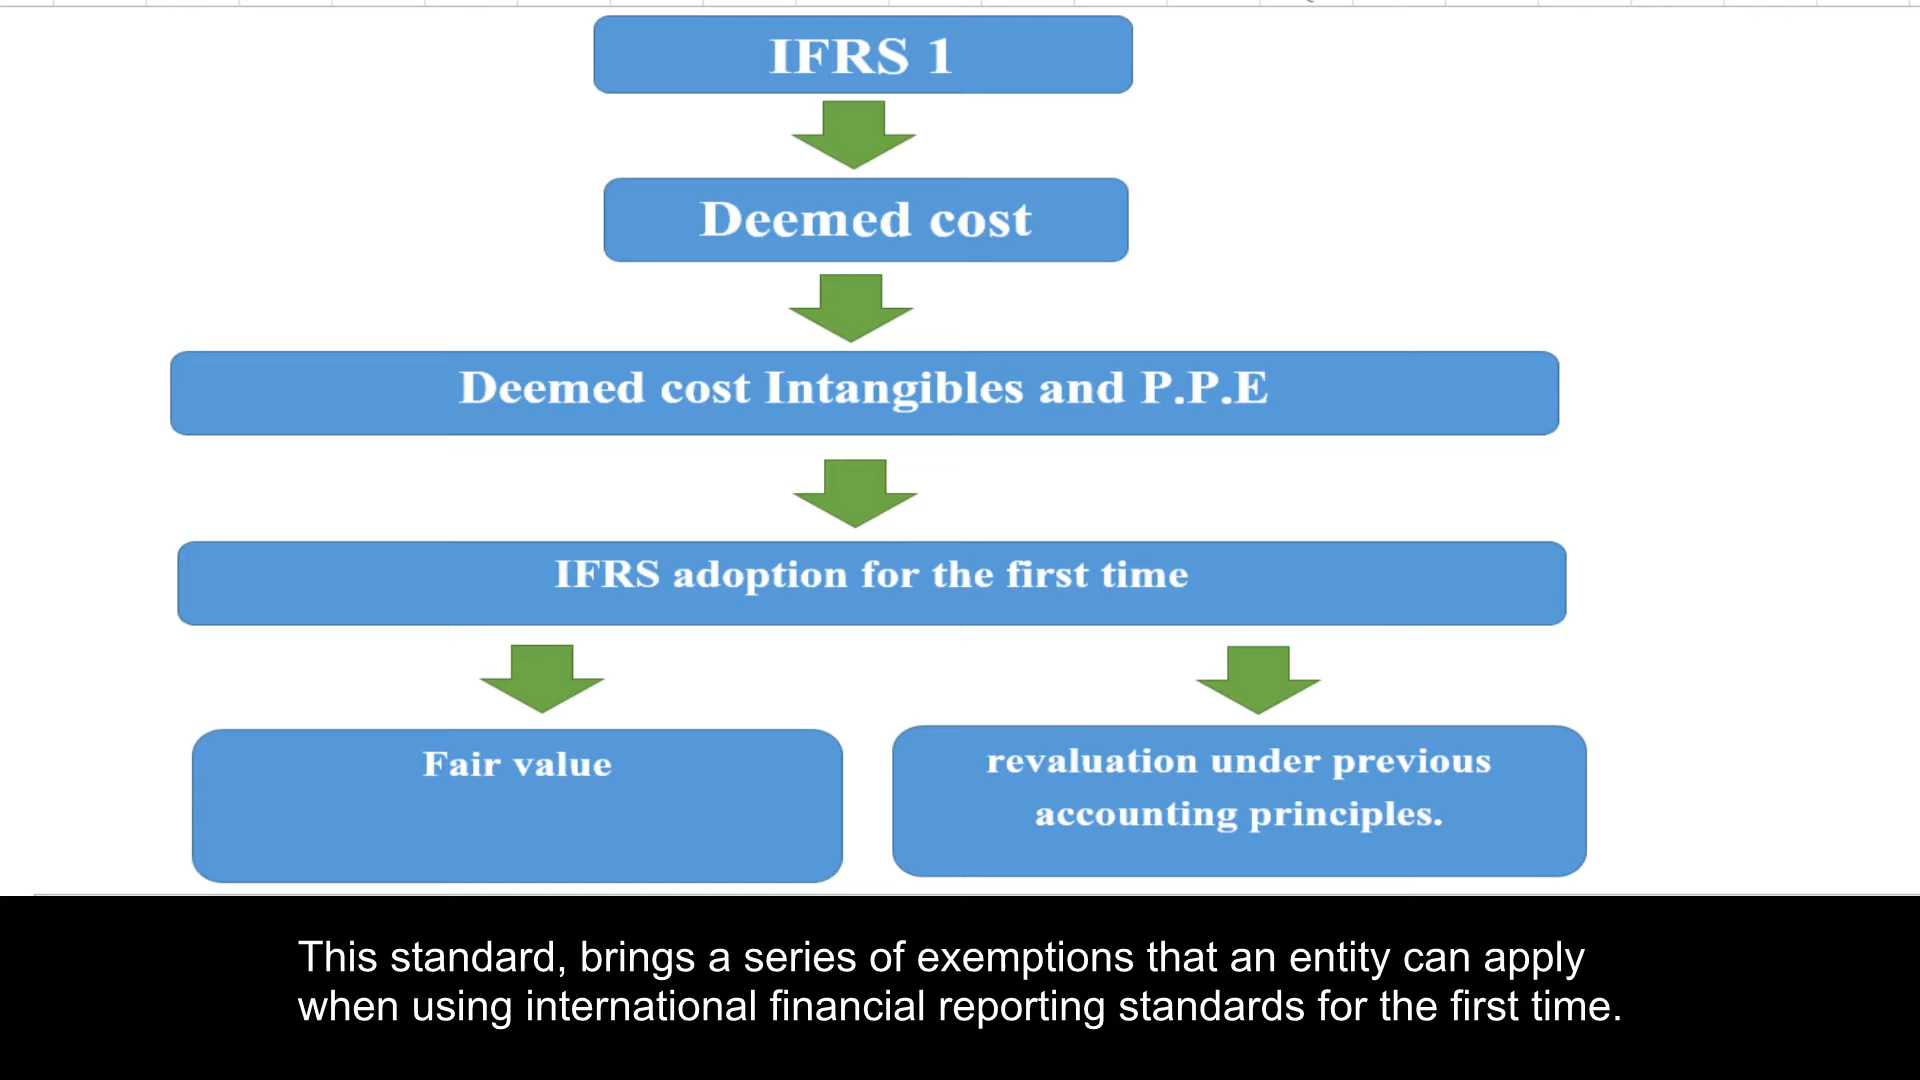 IFRS 1
Deemed cost
Deemed cost Intangibles and P.P.E
IFRS adoption for the first time
Fair value
revaluation under previous
accounting principles.
This standard, brings a series of exemptions that an entity can apply
when using international financial reporting standards for the first time.